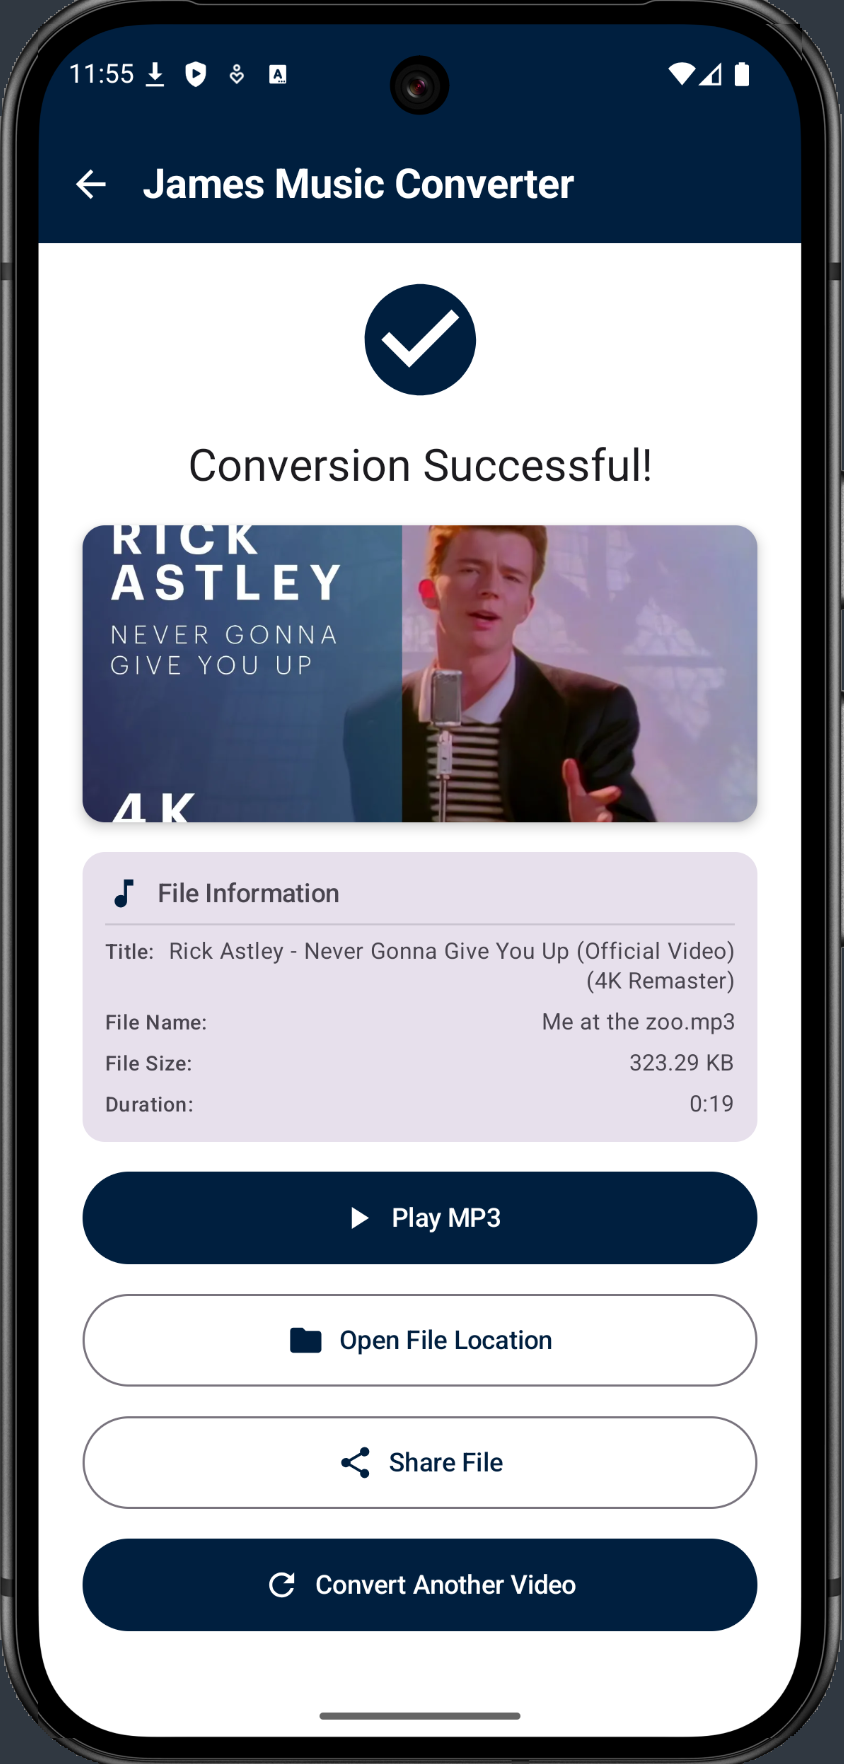 11:55
James Music Converter
Conversion Successful!
RICK
ASTLEY
NEVER GONNA
GIVE YOU UP
4K
File Information
Title: Rick Astley - Never Gonna Give You Up (Official Video)
(4K Remaster)
File Name: Me at the zoo.mp3
File Size: 323.29 KB
Duration: 0:19
Play MP3
Open File Location
Share File
Convert Another Video